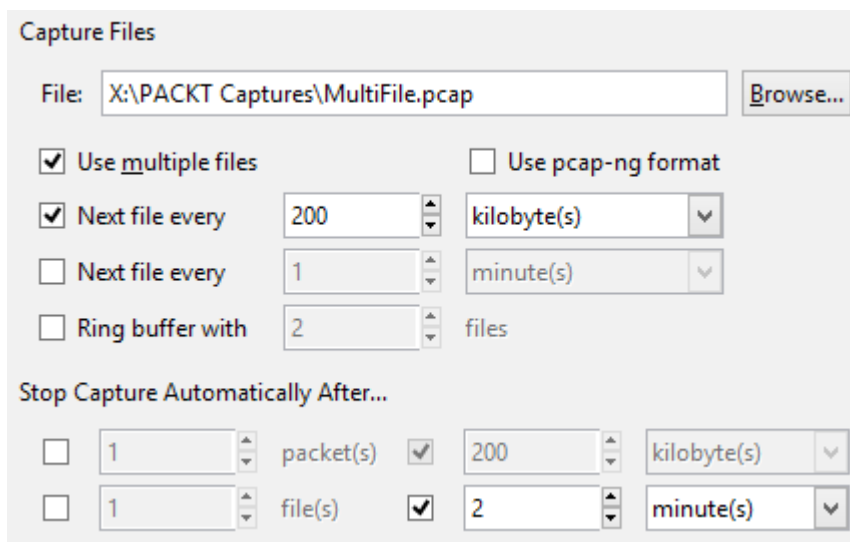 Capture Files
File: X:\PACKT Captures\MultiFile.pcap Browse...
Use multiple files Use pcap-ng format
Next file every 200 kilobyte(s)
Next file every 1 minute(s)
Ring buffer with 2 files
Stop Capture Automatically After...
1 packet(s) 200 kilobyte(s)
1 file(s) 2 minute(s)